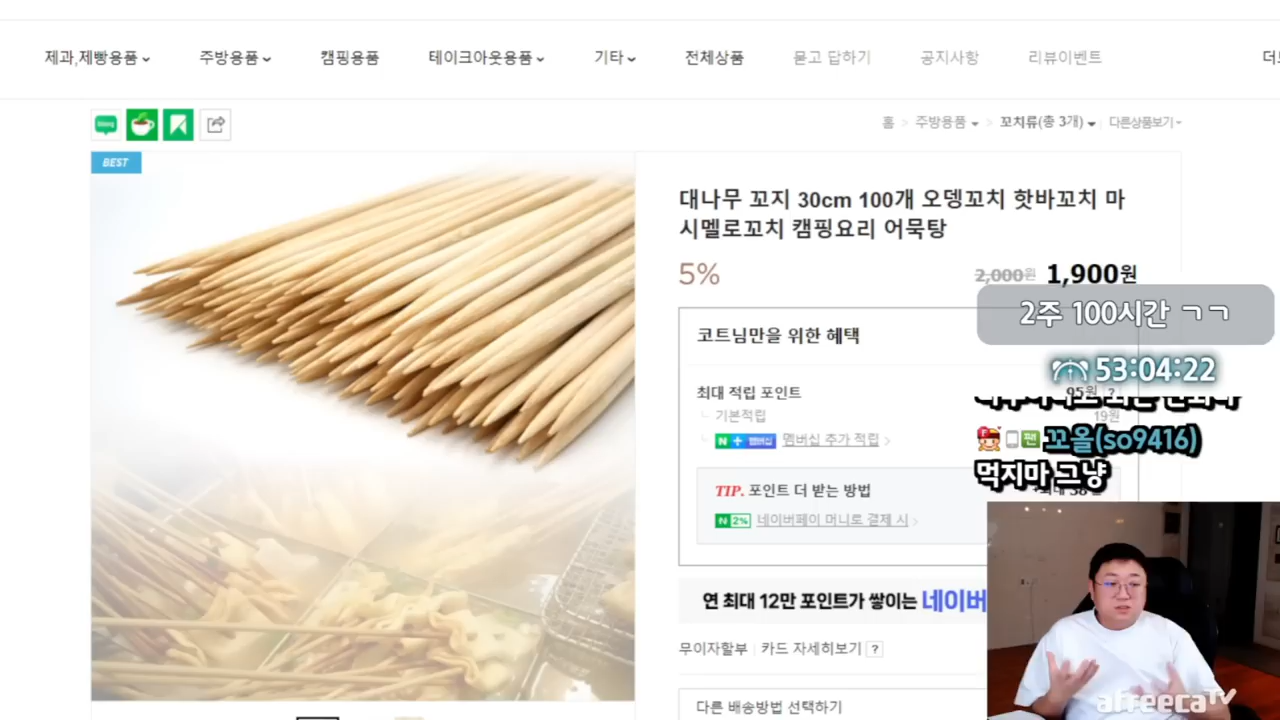 제과,제빵용품
주방용품
캠핑용품
테이크아웃용품
기타
전체상품
묻고 답하기
공지사항
리뷰이벤트
홈 > 주방용품 > 꼬치류(총 3개) 다른상품보기
BEST
대나무 꼬지 30cm 100개 오뎅꼬치 핫바꼬치 마
시멜로꼬치 캠핑요리 어묵탕
5%
2,000원 1,900원
2주 100시간 ㄱㄱ
코트님만을 위한 혜택
53:04:22
최대 적립 포인트
95원 ?
기본적립
19원
N + 멤버십 멤버십 추가 적립 >
꼬올(so9416)
먹지마 그냥
TIP. 포인트 더 받는 방법
N 2% 네이버페이 머니로 결제 시 >
연 최대 12만 포인트가 쌓이는 네이버
무이자할부 카드 자세히보기 ?
다른 배송방법 선택하기
afreecaTV